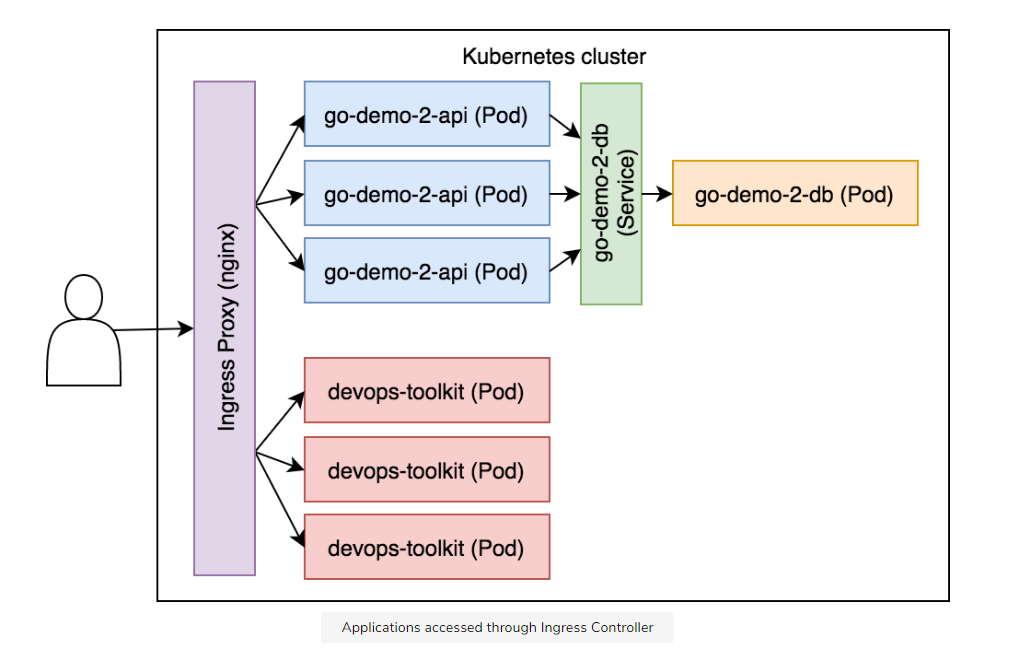 Kubernetes cluster
Ingress Proxy (nginx)
go-demo-2-api (Pod)
go-demo-2-api (Pod)
go-demo-2-api (Pod)
go-demo-2-db
(Service)
go-demo-2-db (Pod)
devops-toolkit (Pod)
devops-toolkit (Pod)
devops-toolkit (Pod)
Applications accessed through Ingress Controller